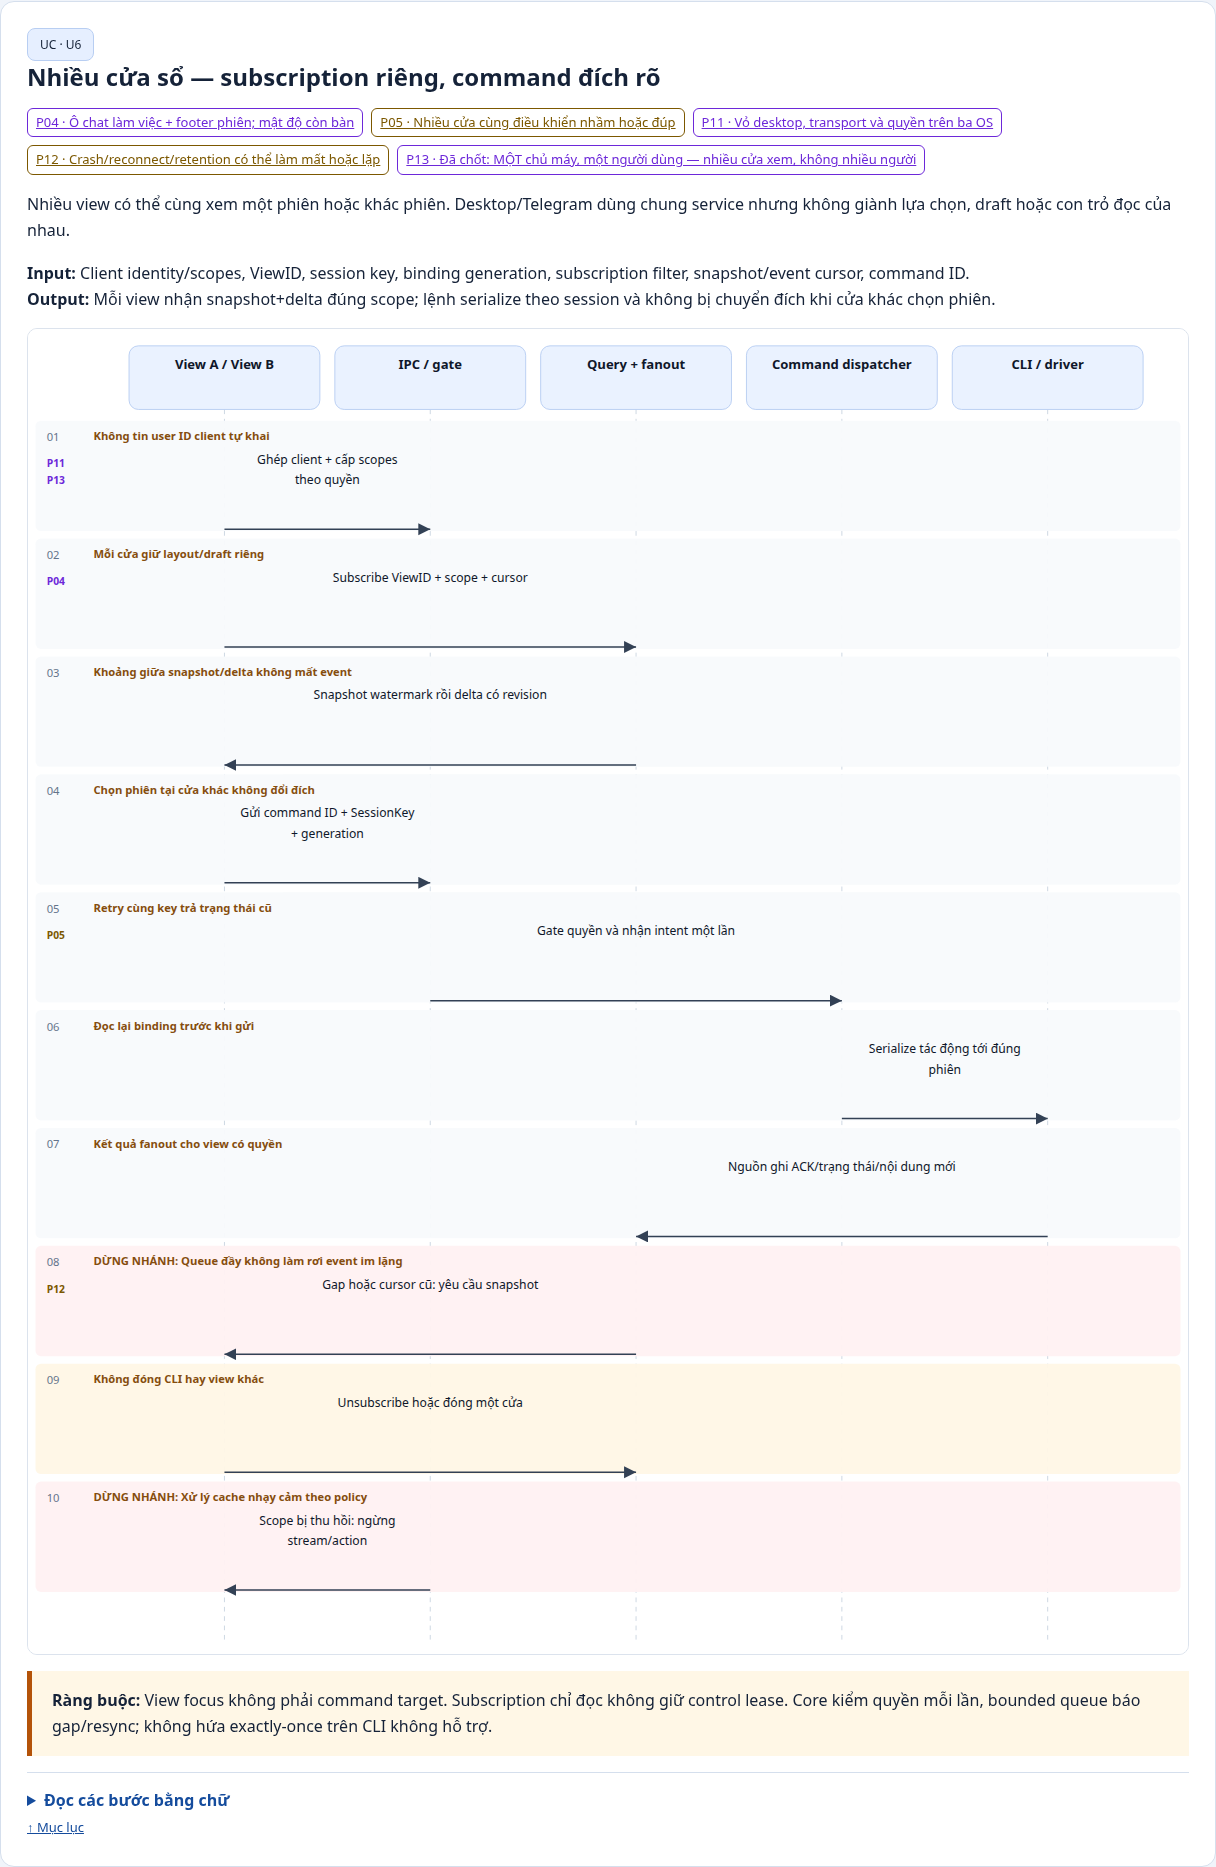 UC · U6
Nhiều cửa sổ — subscription riêng, command đích rõ
P04 · Ô chat làm việc + footer phiên; mật độ còn bàn
P05 · Nhiều cửa cùng điều khiển nhầm hoặc đúp
P11 · Vỏ desktop, transport và quyền trên ba OS
P12 · Crash/reconnect/retention có thể làm mất hoặc lặp
P13 · Đã chốt: MỘT chủ máy, một người dùng — nhiều cửa xem, không nhiều người
Nhiều view có thể cùng xem một phiên hoặc khác phiên. Desktop/Telegram dùng chung service nhưng không giành lựa chọn, draft hoặc con trỏ đọc của
nhau.
Input: Client identity/scopes, ViewID, session key, binding generation, subscription filter, snapshot/event cursor, command ID.
Output: Mỗi view nhận snapshot+delta đúng scope; lệnh serialize theo session và không bị chuyển đích khi cửa khác chọn phiên.
View A / View B
IPC / gate
Query + fanout
Command dispatcher
CLI / driver
01
Không tin user ID client tự khai
P11
P13
Ghép client + cấp scopes
theo quyền
02
Mỗi cửa giữ layout/draft riêng
P04
Subscribe ViewID + scope + cursor
03
Khoảng giữa snapshot/delta không mất event
Snapshot watermark rồi delta có revision
04
Chọn phiên tại cửa khác không đổi đích
Gửi command ID + SessionKey
+ generation
05
Retry cùng key trả trạng thái cũ
P05
Gate quyền và nhận intent một lần
06
Đọc lại binding trước khi gửi
Serialize tác động tới đúng
phiên
07
Kết quả fanout cho view có quyền
Nguồn ghi ACK/trạng thái/nội dung mới
08
DỪNG NHÁNH: Queue đầy không làm rơi event im lặng
P12
Gap hoặc cursor cũ: yêu cầu snapshot
09
Không đóng CLI hay view khác
Unsubscribe hoặc đóng một cửa
10
DỪNG NHÁNH: Xử lý cache nhạy cảm theo policy
Scope bị thu hồi: ngừng
stream/action
Ràng buộc: View focus không phải command target. Subscription chỉ đọc không giữ control lease. Core kiểm quyền mỗi lần, bounded queue báo
gap/resync; không hứa exactly-once trên CLI không hỗ trợ.
Đọc các bước bằng chữ
↑ Mục lục